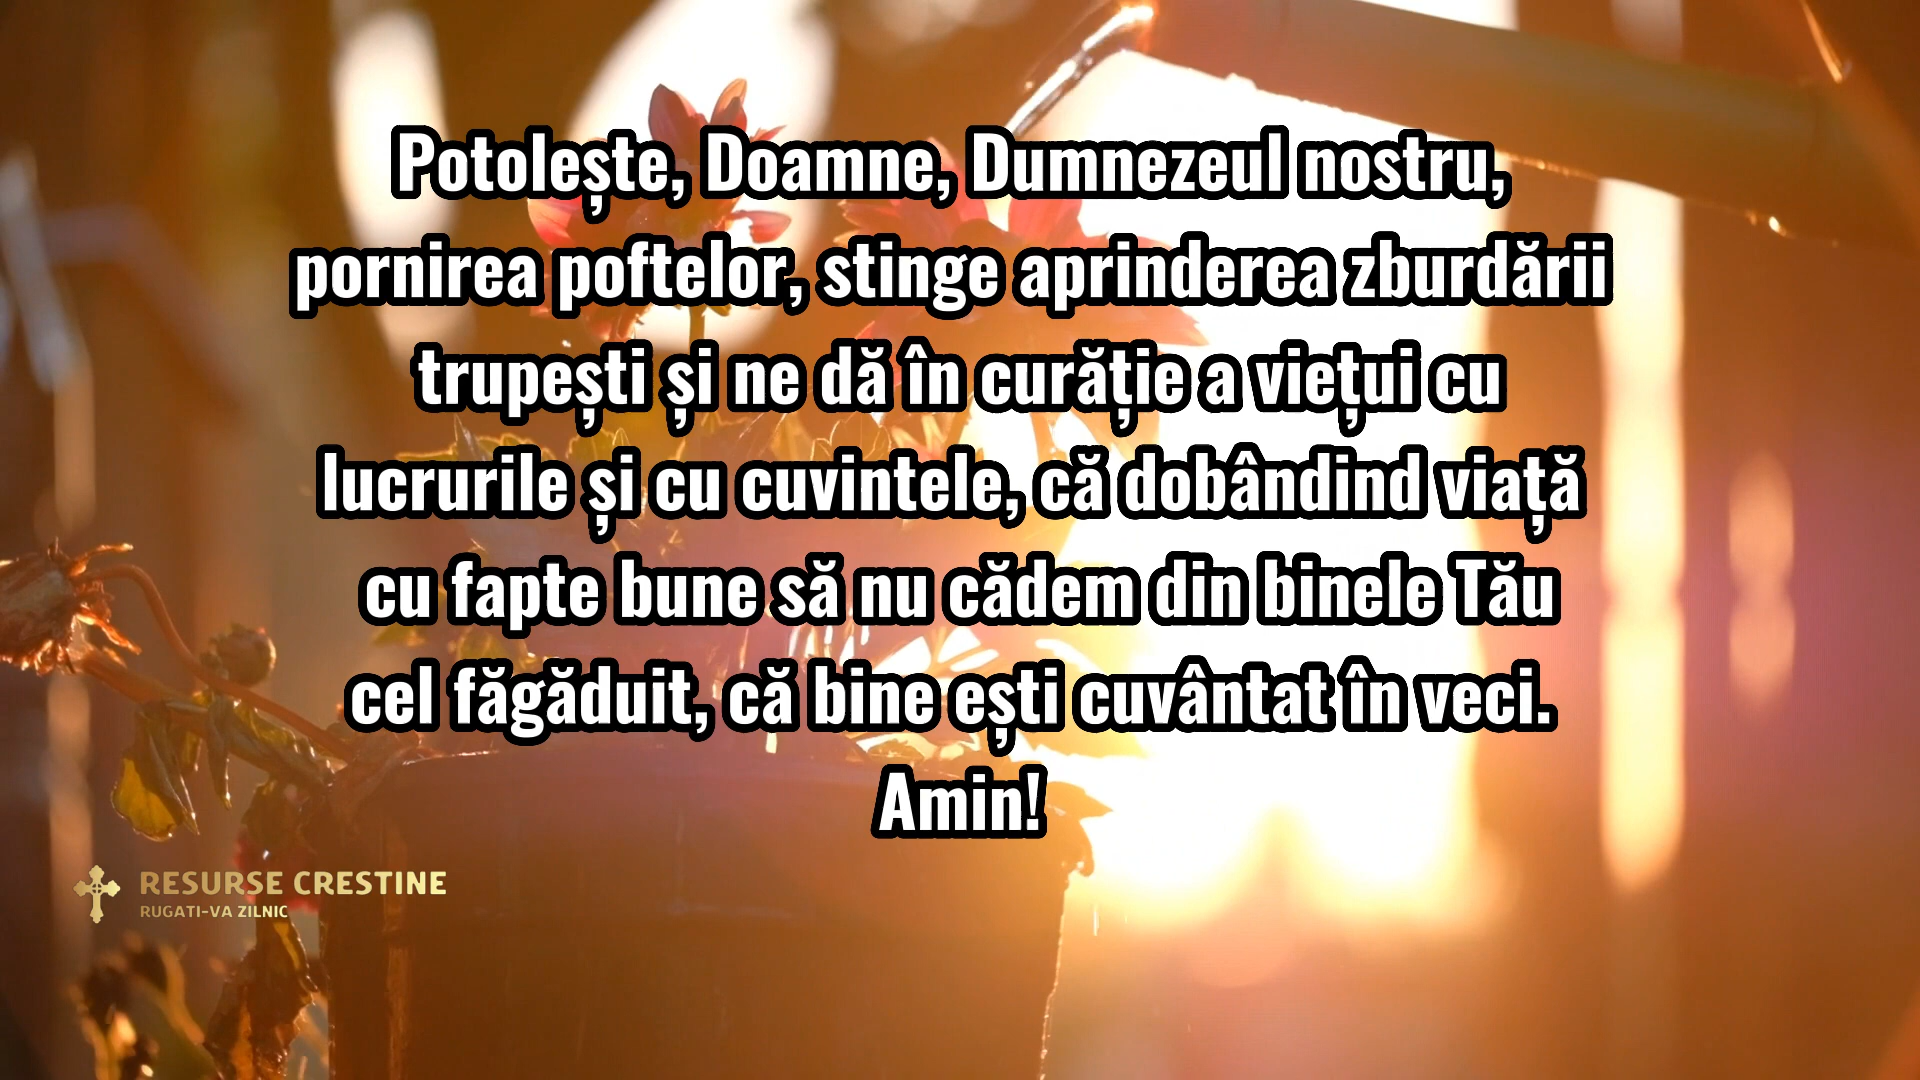 Potolește, Doamne, Dumnezeul nostru,
pornirea poftelor, stinge aprinderea zburdării
trupești și ne dă în curăție a viețui cu
lucrurile și cu cuvintele, că dobândind viață
cu fapte bune să nu cădem din binele Tău
cel făgăduit, că bine ești cuvântat în veci.
Amin!
RESURSE CRESTINE
RUGATI-VA ZILNIC